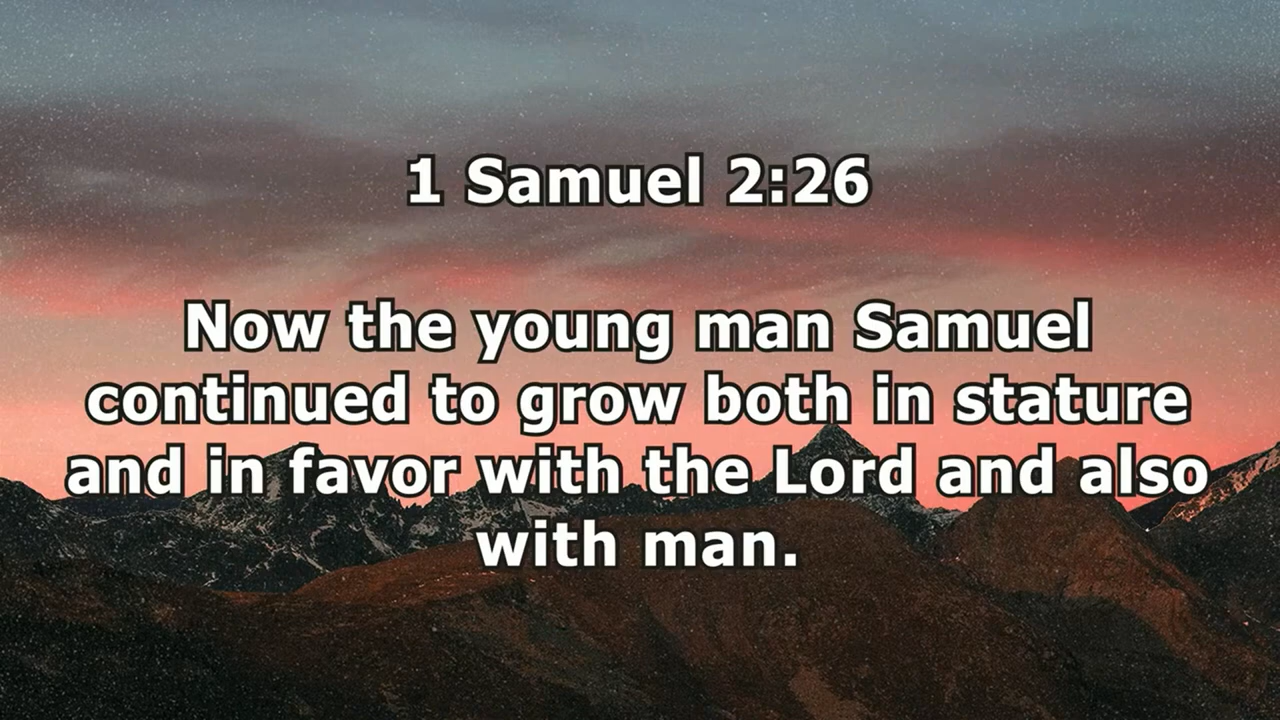 1 Samuel 2:26
Now the young man Samuel
continued to grow both in stature
and in favor with the Lord and also
with man.